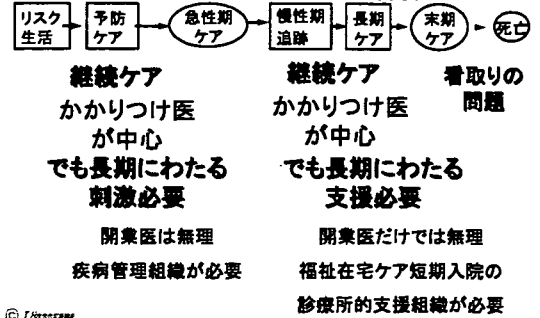 リスク生活
予防ケア
急性期ケア
慢性期追跡
長期ケア
末期ケア
死亡
継続ケア
かかりつけ医
が中心
でも長期にわたる
刺激必要
開業医は無理
疾病管理組織が必要
継続ケア
かかりつけ医
が中心
でも長期にわたる
支援必要
開業医だけでは無理
福祉在宅ケア短期入院の
診療所的支援組織が必要
看取りの
問題
©